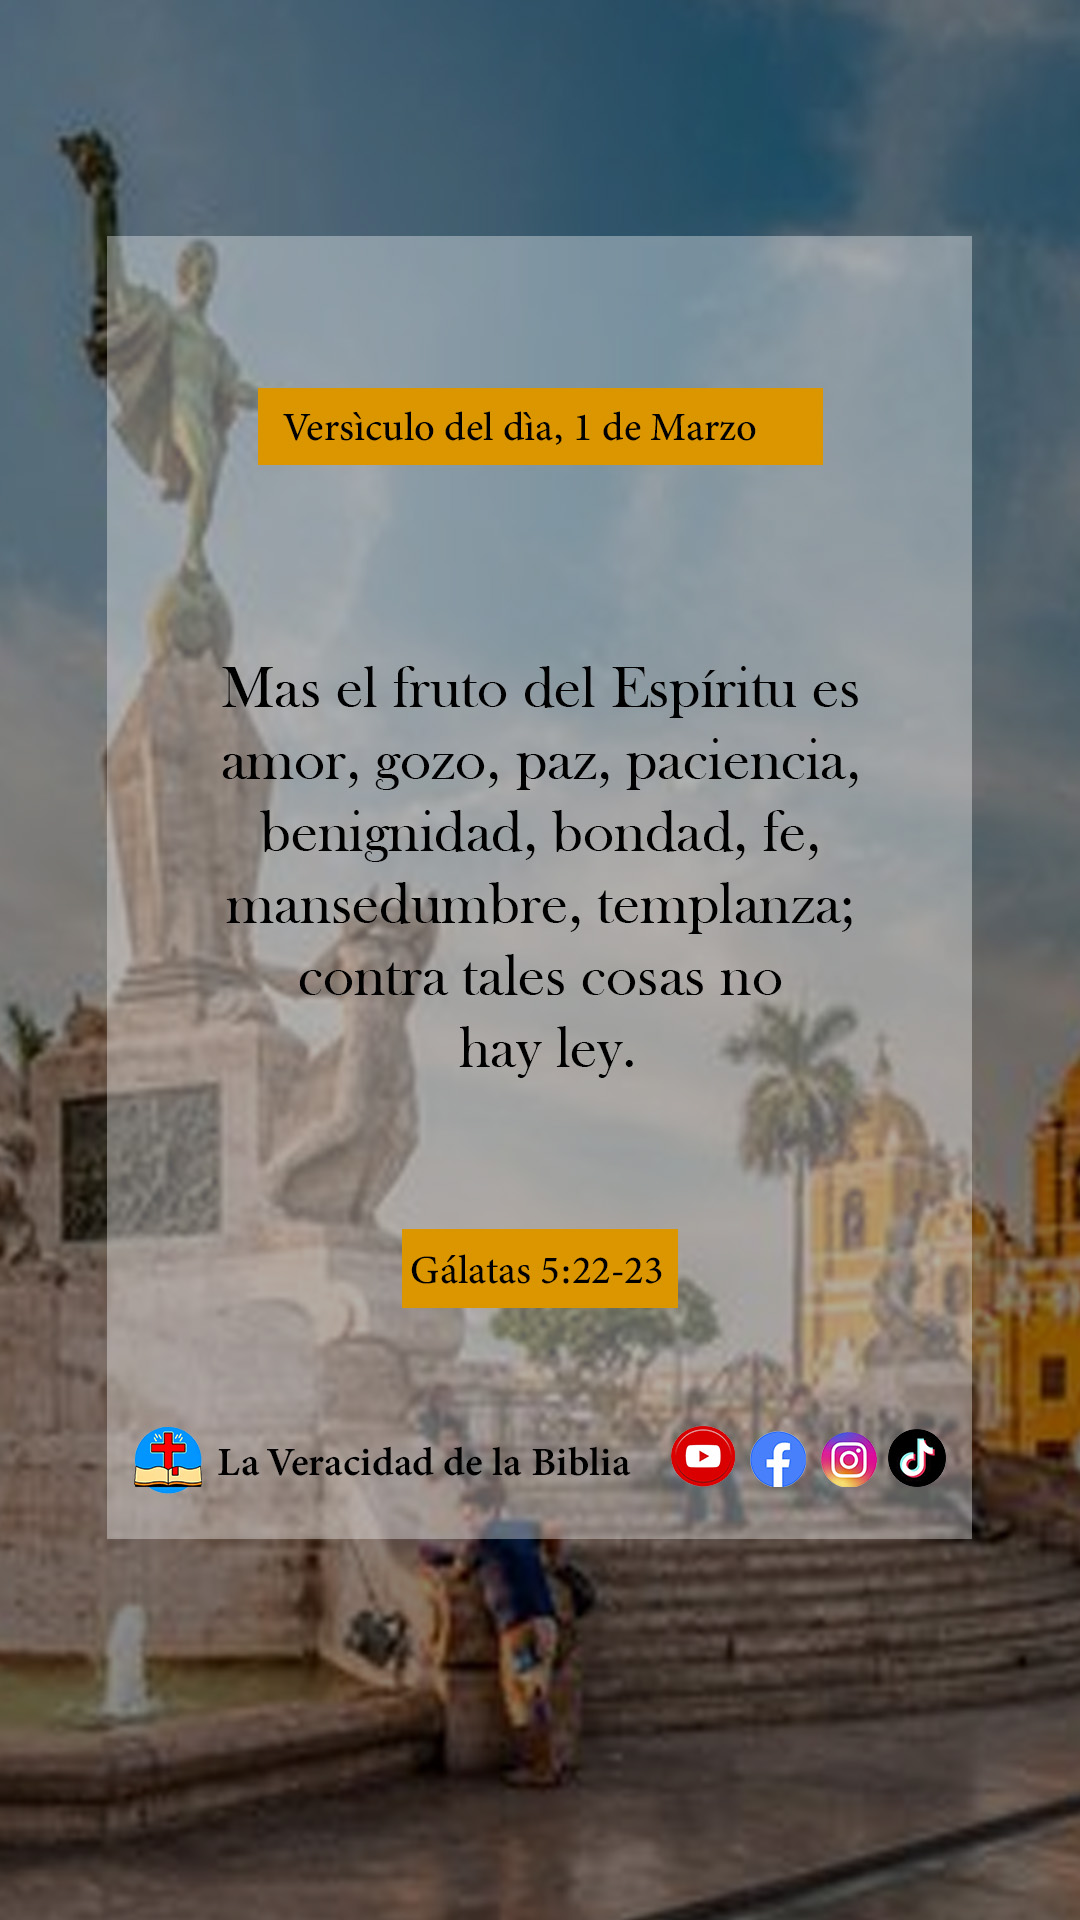 Versìculo del dìa, 1 de Marzo
Mas el fruto del Espíritu es
amor, gozo, paz, paciencia,
benignidad, bondad, fe,
mansedumbre, templanza;
contra tales cosas no
hay ley.
Gálatas 5:22-23
La Veracidad de la Biblia